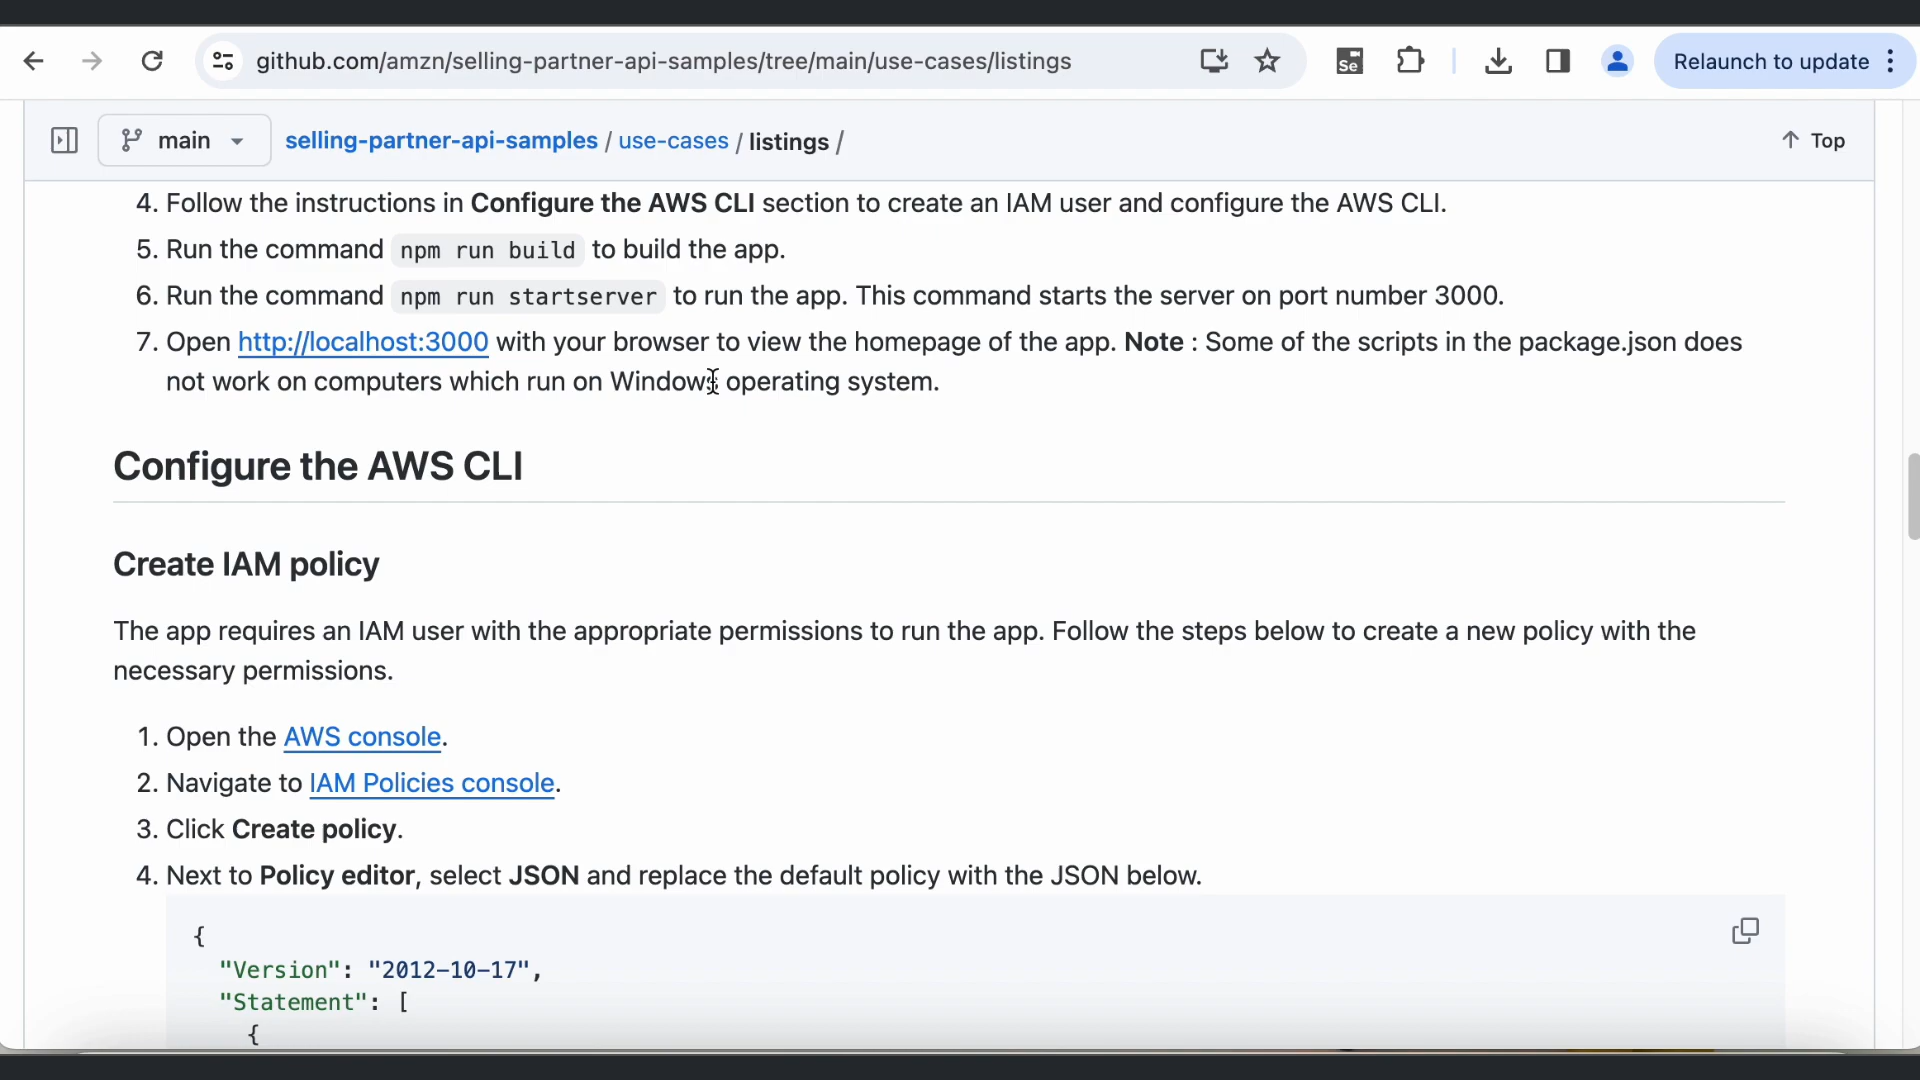 github.com/amzn/selling-partner-api-samples/tree/main/use-cases/listings
Se
Relaunch to update
main
selling-partner-api-samples / use-cases / listings /
Top
4. Follow the instructions in Configure the AWS CLI section to create an IAM user and configure the AWS CLI.
5. Run the command npm run build to build the app.
6. Run the command npm run startserver to run the app. This command starts the server on port number 3000.
7. Open http://localhost:3000 with your browser to view the homepage of the app. Note : Some of the scripts in the package.json does
not work on computers which run on Windows operating system.
Configure the AWS CLI
Create IAM policy
The app requires an IAM user with the appropriate permissions to run the app. Follow the steps below to create a new policy with the
necessary permissions.
1. Open the AWS console.
2. Navigate to IAM Policies console.
3. Click Create policy.
4. Next to Policy editor, select JSON and replace the default policy with the JSON below.
{
"Version": "2012-10-17",
"Statement": [
{